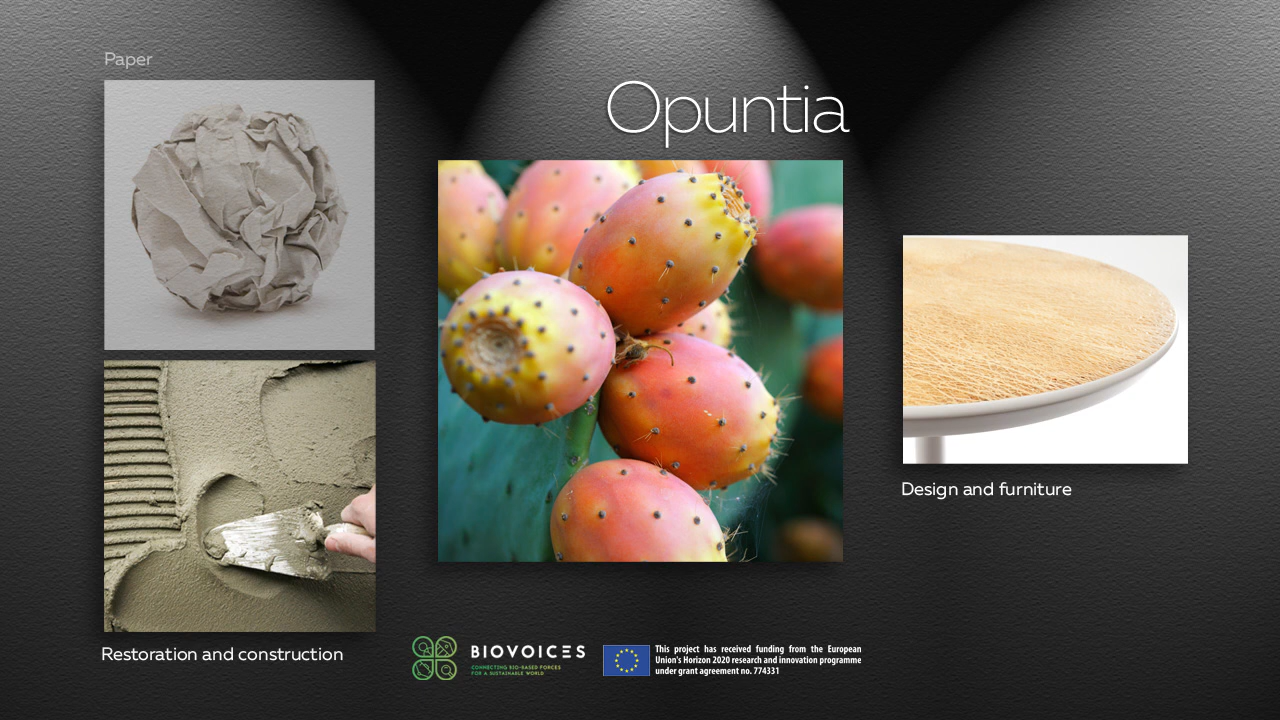 Paper
Opuntia
Design and furniture
Restoration and construction
BIOVOICES
CONNECTING BIO-BASED FORCES
FOR A SUSTAINABLE WORLD
This project has received funding from the European
Union's Horizon 2020 research and innovation programme
under grant agreement no. 774331